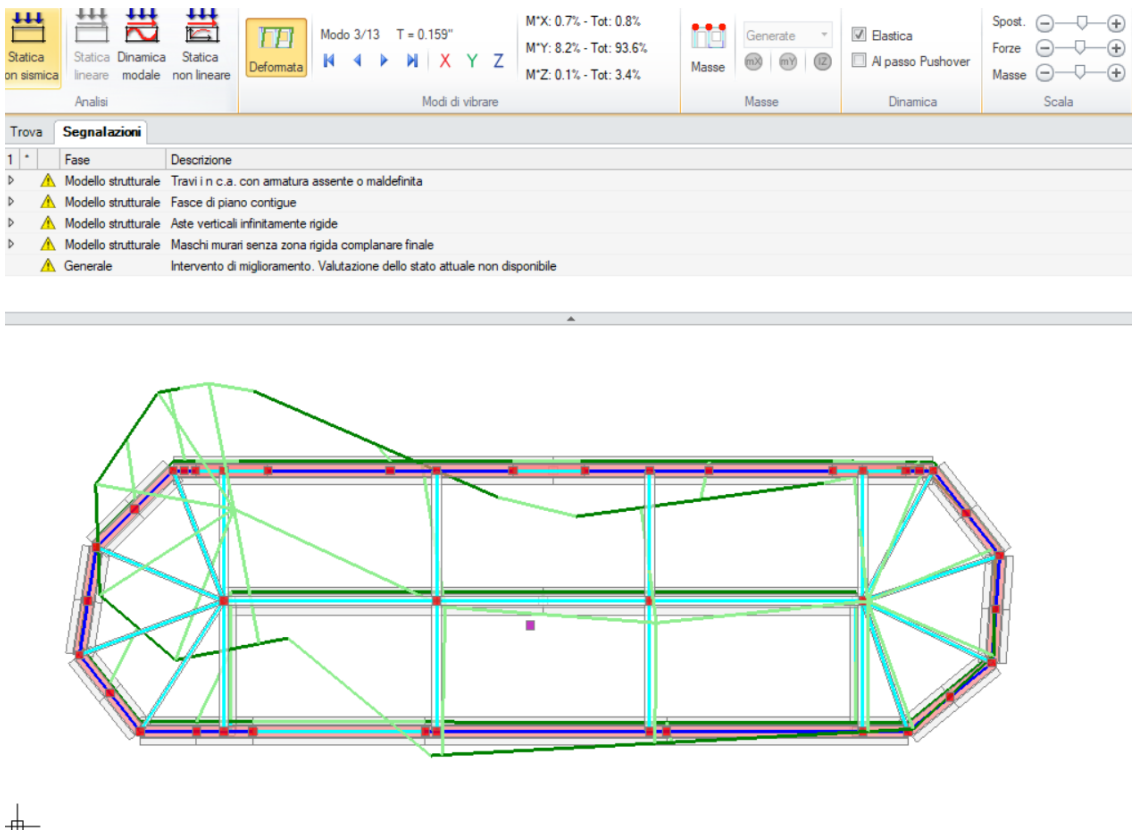 Statica
on sismica
Statica
lineare
Dinamica
modale
Statica
non lineare
Analisi
Deformata
Modo 3/13 T = 0.159"
X Y Z
M*X: 0.7% - Tot: 0.8%
M*Y: 8.2% - Tot: 93.6%
M*Z: 0.1% - Tot: 3.4%
Modi di vibrare
Masse
Generate
mX mY IZ
Masse
Elastica
Al passo Pushover
Dinamica
Spost.
Forze
Masse
Scala
Trova Segnalazioni
1 * Fase Descrizione
Modello strutturale Travi i n c.a. con armatura assente o maldefinita
Modello strutturale Fasce di piano contigue
Modello strutturale Aste verticali infinitamente rigide
Modello strutturale Maschi murari senza zona rigida complanare finale
Generale Intervento di miglioramento. Valutazione dello stato attuale non disponibile